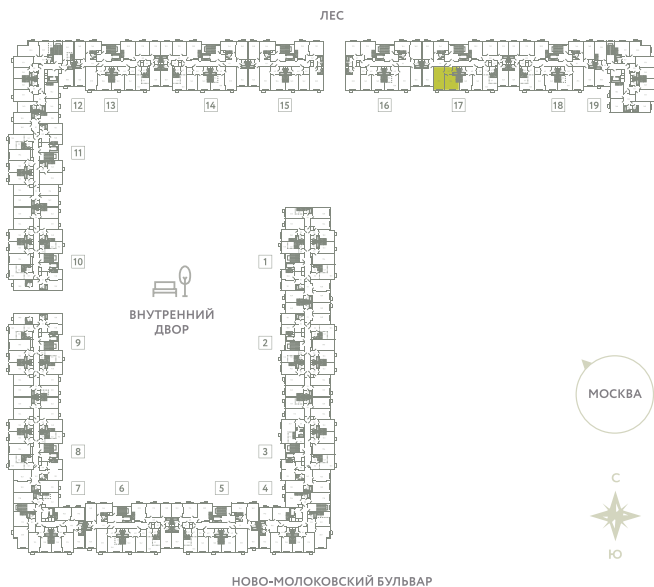 ЛЕС
12 13 14 15 16 17 18 19
11
10 1
ВНУТРЕННИЙ
ДВОР
9 2
МОСКВА
8 3
7 6 5 4
С
Ю
НОВО-МОЛОКОВСКИЙ БУЛЬВАР